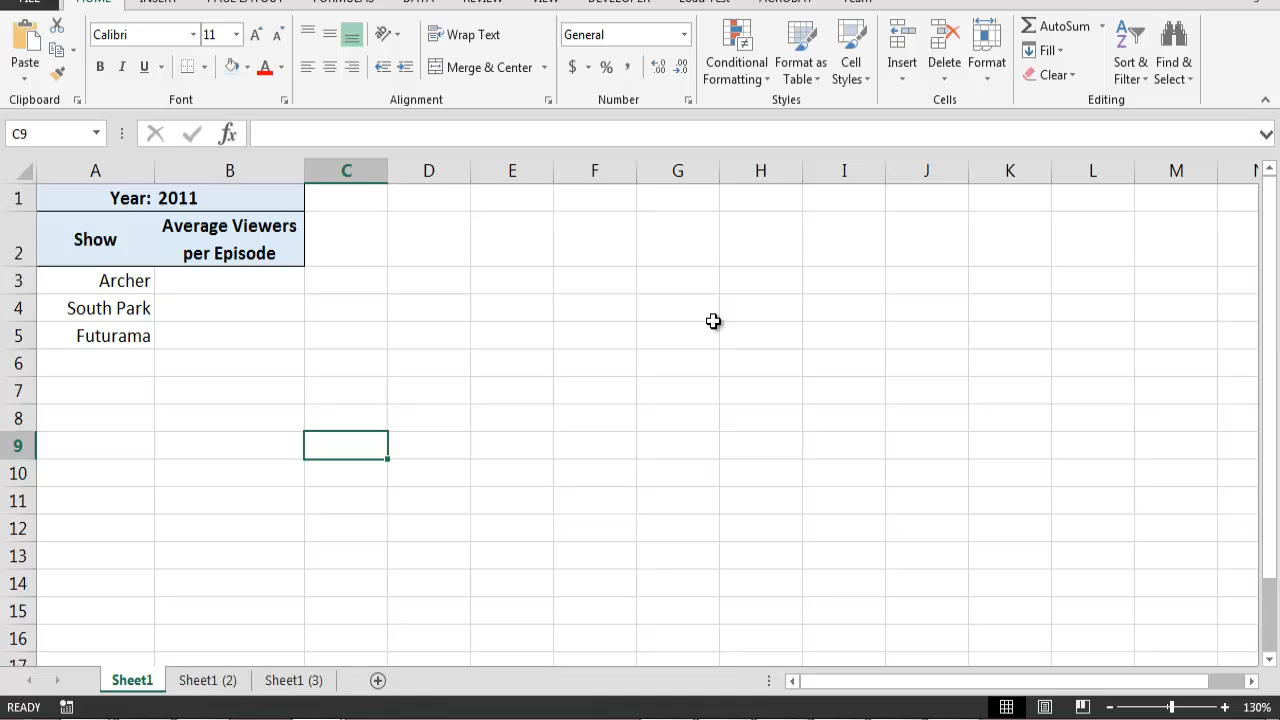 FILE HOME INSERT PAGE LAYOUT FORMULAS DATA REVIEW VIEW DEVELOPER Load Test ACROBAT Team
Calibri 11 Wrap Text General AutoSum
Paste Fill
B I U Merge & Center $ % , Conditional Formatting Format as Table Cell Styles Insert Delete Format Clear Sort & Filter Find & Select
Clipboard Font Alignment Number Styles Cells Editing
C9 fx
A B C D E F G H I J K L M
1 Year: 2011
2 Show Average Viewers per Episode
3 Archer
4 South Park
5 Futurama
6
7
8
9
10
11
12
13
14
15
16
17
Sheet1 Sheet1 (2) Sheet1 (3)
READY 130%